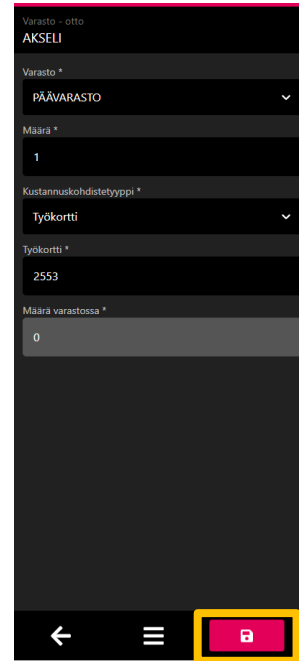 Varasto - otto
AKSELI
Varasto *
PÄÄVARASTO
Määrä *
1
Kustannuskohdistetyyppi *
Työkortti
Työkortti *
2553
Määrä varastossa *
0